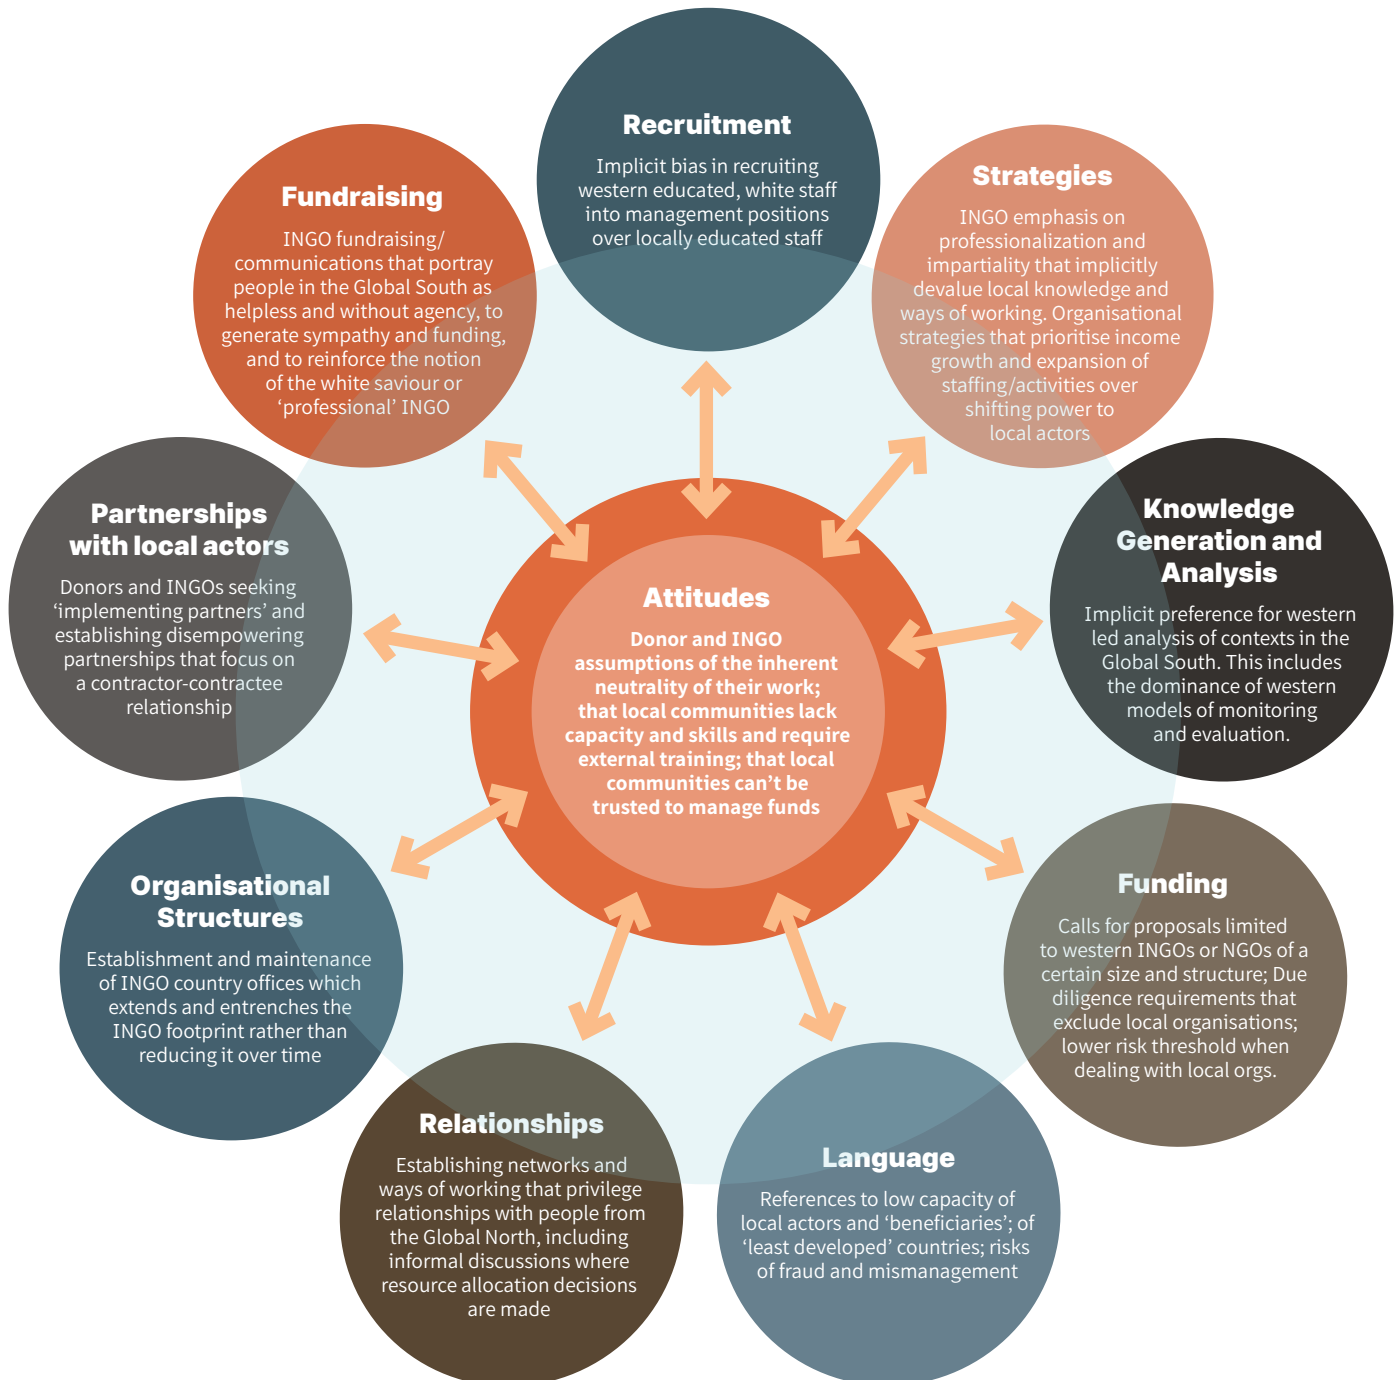 Recruitment
Implicit bias in recruiting
western educated, white staff
into management positions
over locally educated staff
Strategies
INGO emphasis on
professionalization and
impartiality that implicitly
devalue local knowledge and
ways of working. Organisational
strategies that prioritise income
growth and expansion of
staffing/activities over
shifting power to
local actors
Knowledge
Generation and
Analysis
Implicit preference for western
led analysis of contexts in the
Global South. This includes
the dominance of western
models of monitoring
and evaluation.
Funding
Calls for proposals limited
to western INGOs or NGOs of a
certain size and structure; Due
diligence requirements that
exclude local organisations;
lower risk threshold when
dealing with local orgs.
Language
References to low capacity of
local actors and ‘beneficiaries’; of
‘least developed’ countries; risks
of fraud and mismanagement
Relationships
Establishing networks and
ways of working that privilege
relationships with people from
the Global North, including
informal discussions where
resource allocation decisions
are made
Organisational
Structures
Establishment and maintenance
of INGO country offices which
extends and entrenches the
INGO footprint rather than
reducing it over time
Partnerships
with local actors
Donors and INGOs seeking
‘implementing partners’ and
establishing disempowering
partnerships that focus on
a contractor-contractee
relationship
Fundraising
INGO fundraising/
communications that portray
people in the Global South as
helpless and without agency, to
generate sympathy and funding,
and to reinforce the notion
of the white saviour or
‘professional’ INGO
Attitudes
Donor and INGO
assumptions of the inherent
neutrality of their work;
that local communities lack
capacity and skills and require
external training; that local
communities can’t be
trusted to manage funds